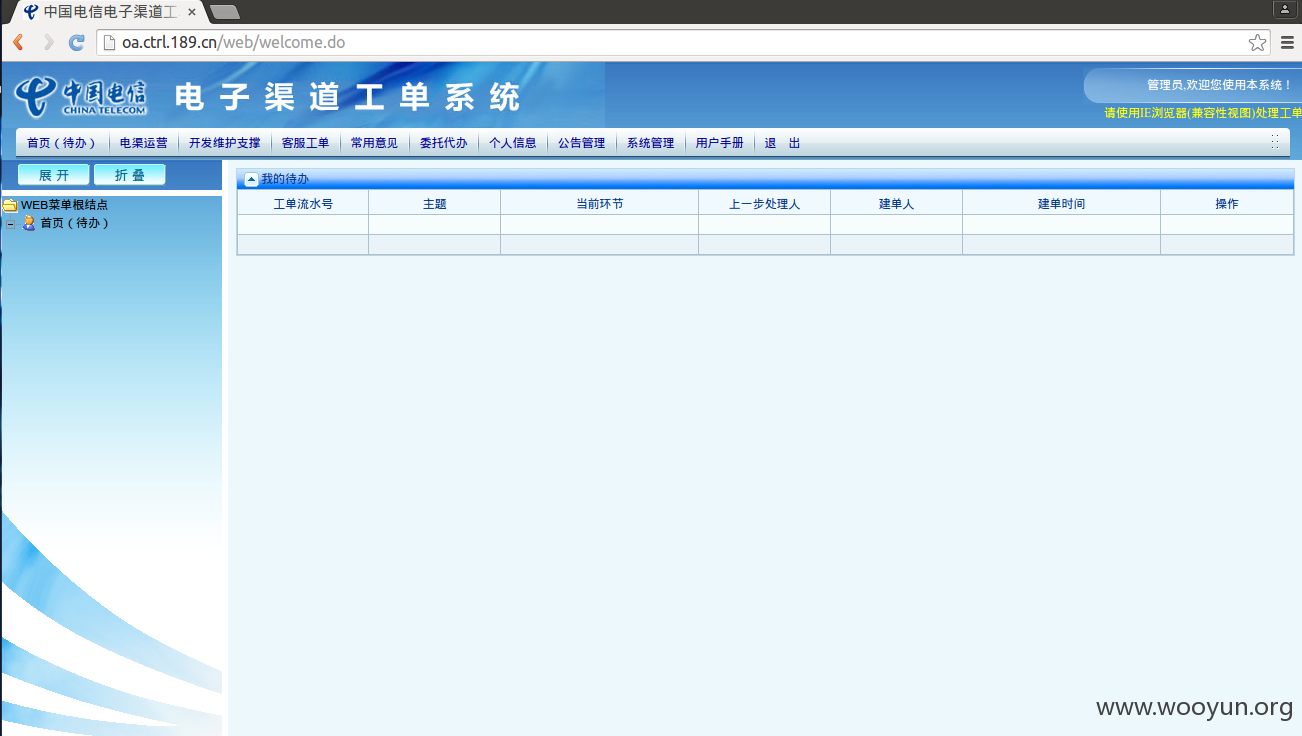 中国电信电子渠道工
oa.ctrl.189.cn/web/welcome.do
中国电信
CHINA TELECOM
电子渠道工单系统
管理员,欢迎您使用本系统！
请使用IE浏览器(兼容性视图)处理工单
首页（待办） 电渠运营 开发维护支撑 客服工单 常用意见 委托代办 个人信息 公告管理 系统管理 用户手册 退 出
展 开 折 叠
WEB菜单根结点
首页（待办）
我的待办
工单流水号 主题 当前环节 上一步处理人 建单人 建单时间 操作
www.wooyun.org